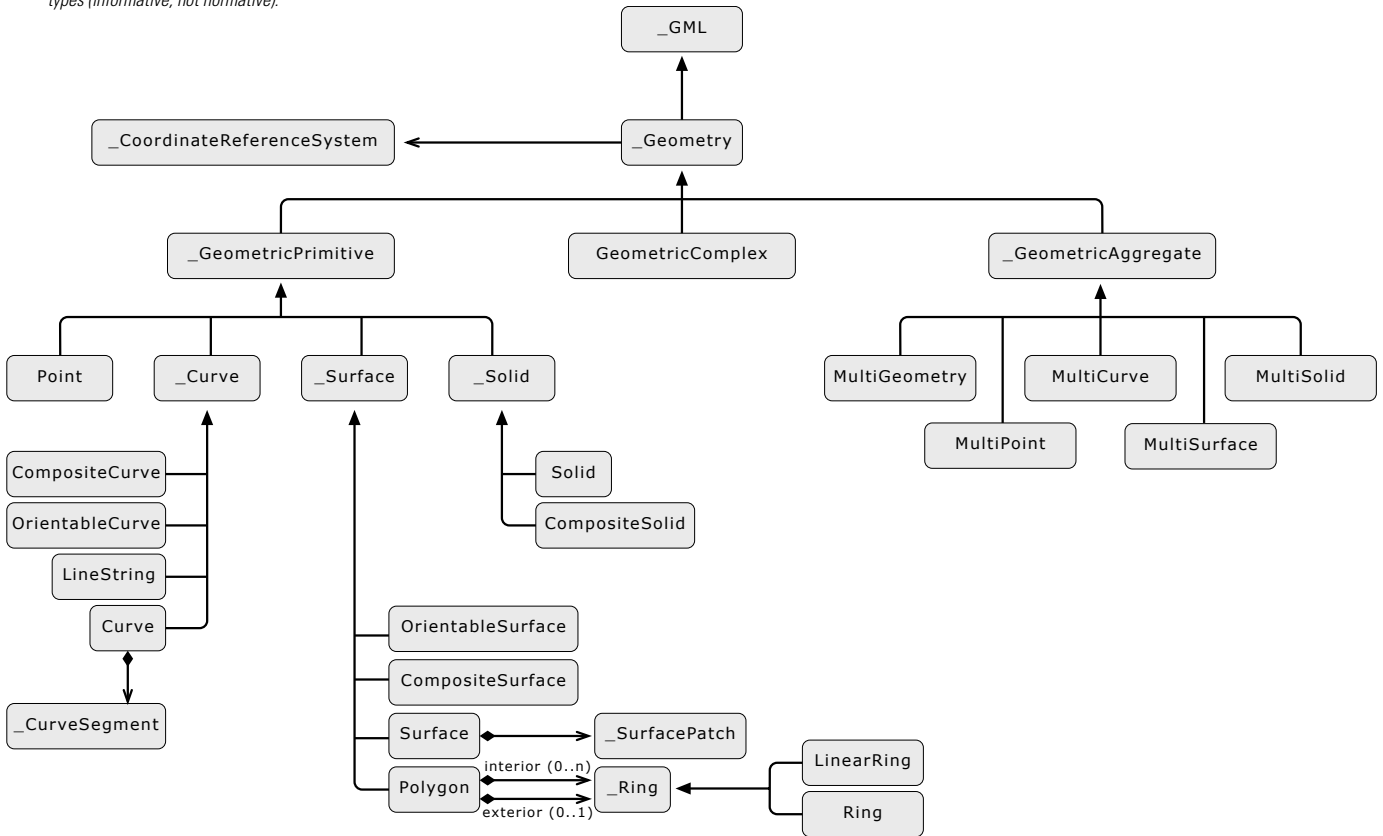 types (informative, not normative).
_GML
_CoordinateReferenceSystem
_Geometry
_GeometricPrimitive
GeometricComplex
_GeometricAggregate
Point
_Curve
_Surface
_Solid
MultiGeometry
MultiCurve
MultiSolid
MultiPoint
MultiSurface
CompositeCurve
OrientableCurve
LineString
Curve
_CurveSegment
Solid
CompositeSolid
OrientableSurface
CompositeSurface
Surface
_SurfacePatch
Polygon
interior (0..n)
exterior (0..1)
_Ring
LinearRing
Ring